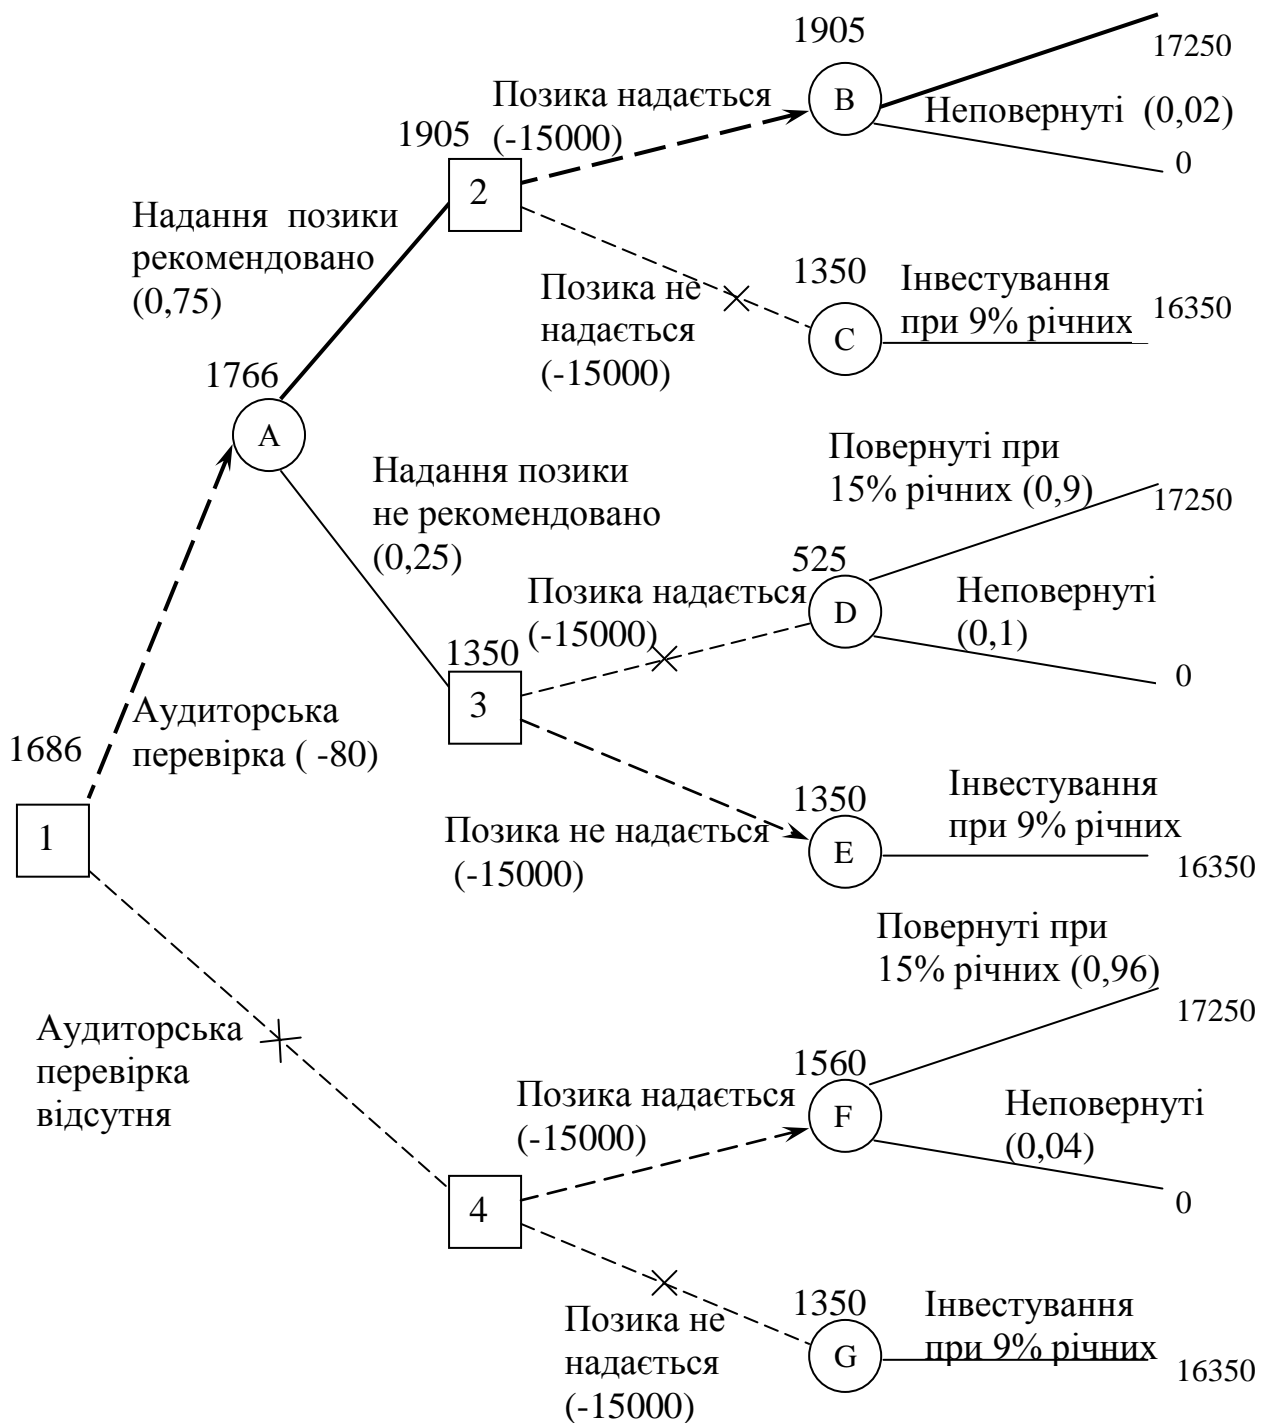 1905
17250
Позика надається
(-15000)
B
Неповернуті (0,02)
0
1905
2
Надання позики
рекомендовано
(0,75)
Позика не
надається
(-15000)
1350
C
Інвестування
при 9% річних
16350
1766
A
Надання позики
не рекомендовано
(0,25)
Повернуті при
15% річних (0,9)
17250
525
D
Позика надається
(-15000)
Неповернуті
(0,1)
0
1350
3
Аудиторська
перевірка ( -80)
1686
1
Позика не надається
(-15000)
1350
E
Інвестування
при 9% річних
16350
Повернуті при
15% річних (0,96)
17250
Аудиторська
перевірка
відсутня
1560
F
Позика надається
(-15000)
Неповернуті
(0,04)
0
4
Позика не
надається
(-15000)
1350
G
Інвестування
при 9% річних
16350